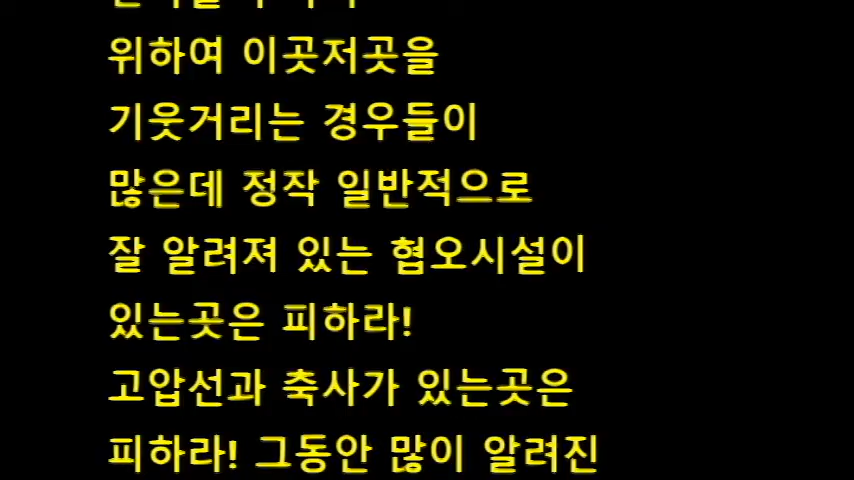 위하여 이곳저곳을
기웃거리는 경우들이
많은데 정작 일반적으로
잘 알려져 있는 협오시설이
있는곳은 피하라!
고압선과 축사가 있는곳은
피하라! 그동안 많이 알려진